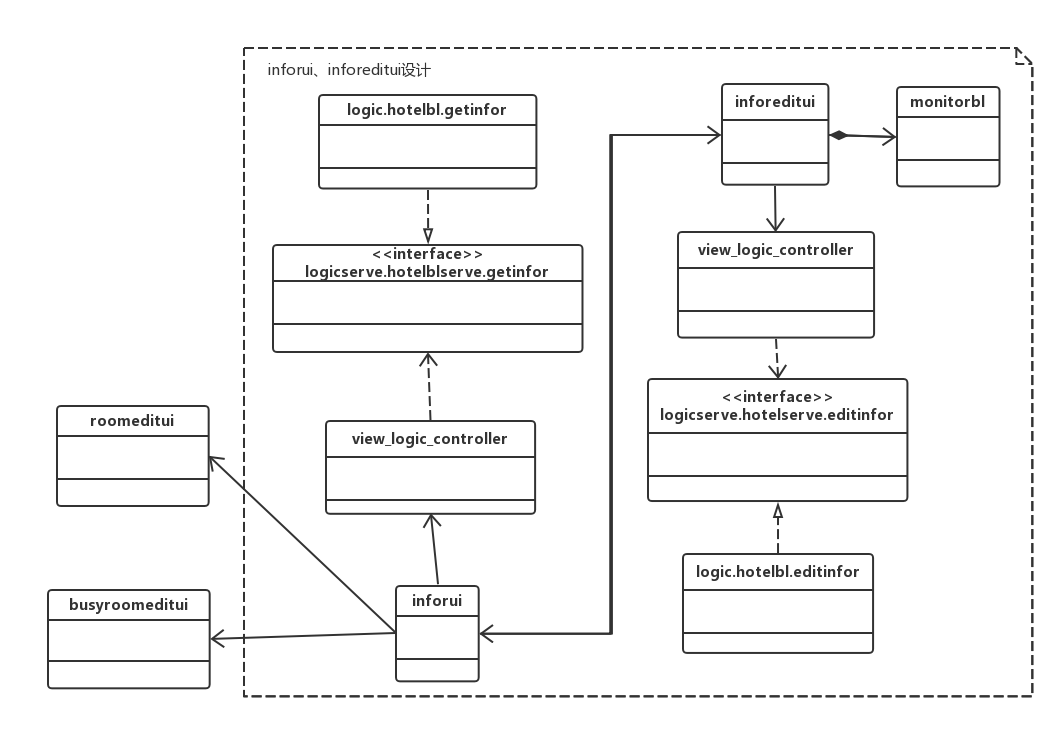 inforui、inforeditui设计
logic.hotelbl.getinfor
<<interface>>
logicserve.hotelblserve.getinfor
view_logic_controller
inforui
roomeditui
busyroomeditui
inforeditui
monitorbl
view_logic_controller
<<interface>>
logicserve.hotelserve.editinfor
logic.hotelbl.editinfor